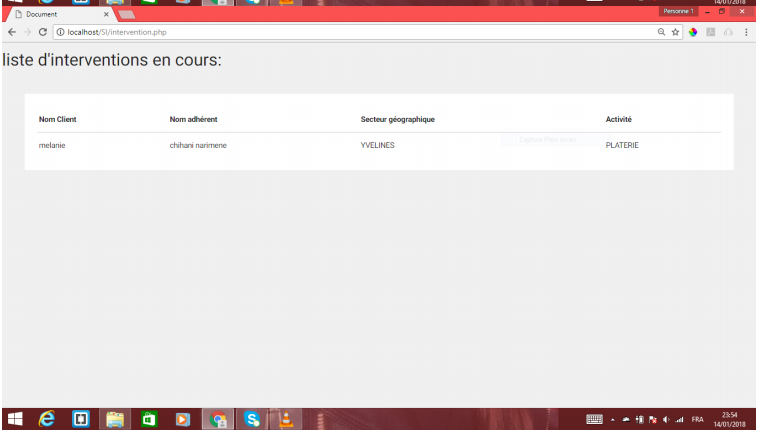 14/01/2018
Document
Personne 1
localhost/SI/intervention.php
liste d'interventions en cours:
Nom Client Nom adhérent Secteur géographique Activité
melanie chihani narimene YVELINES PLATERIE
FRA
23:54
14/01/2018